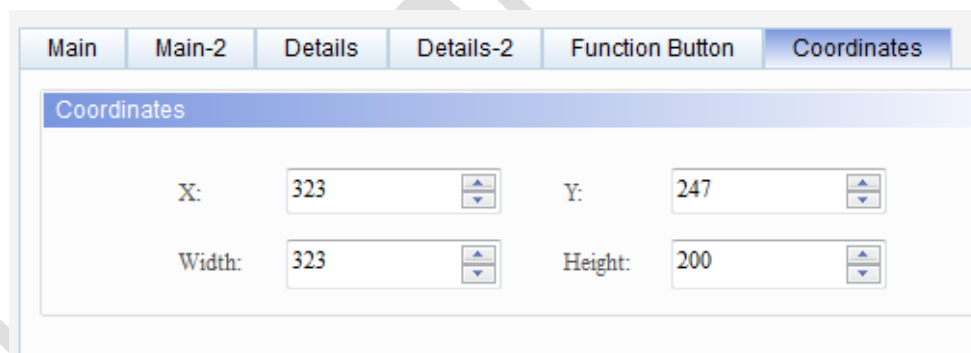 Main Main-2 Details Details-2 Function Button Coordinates
Coordinates
X: 323 Y: 247
Width: 323 Height: 200